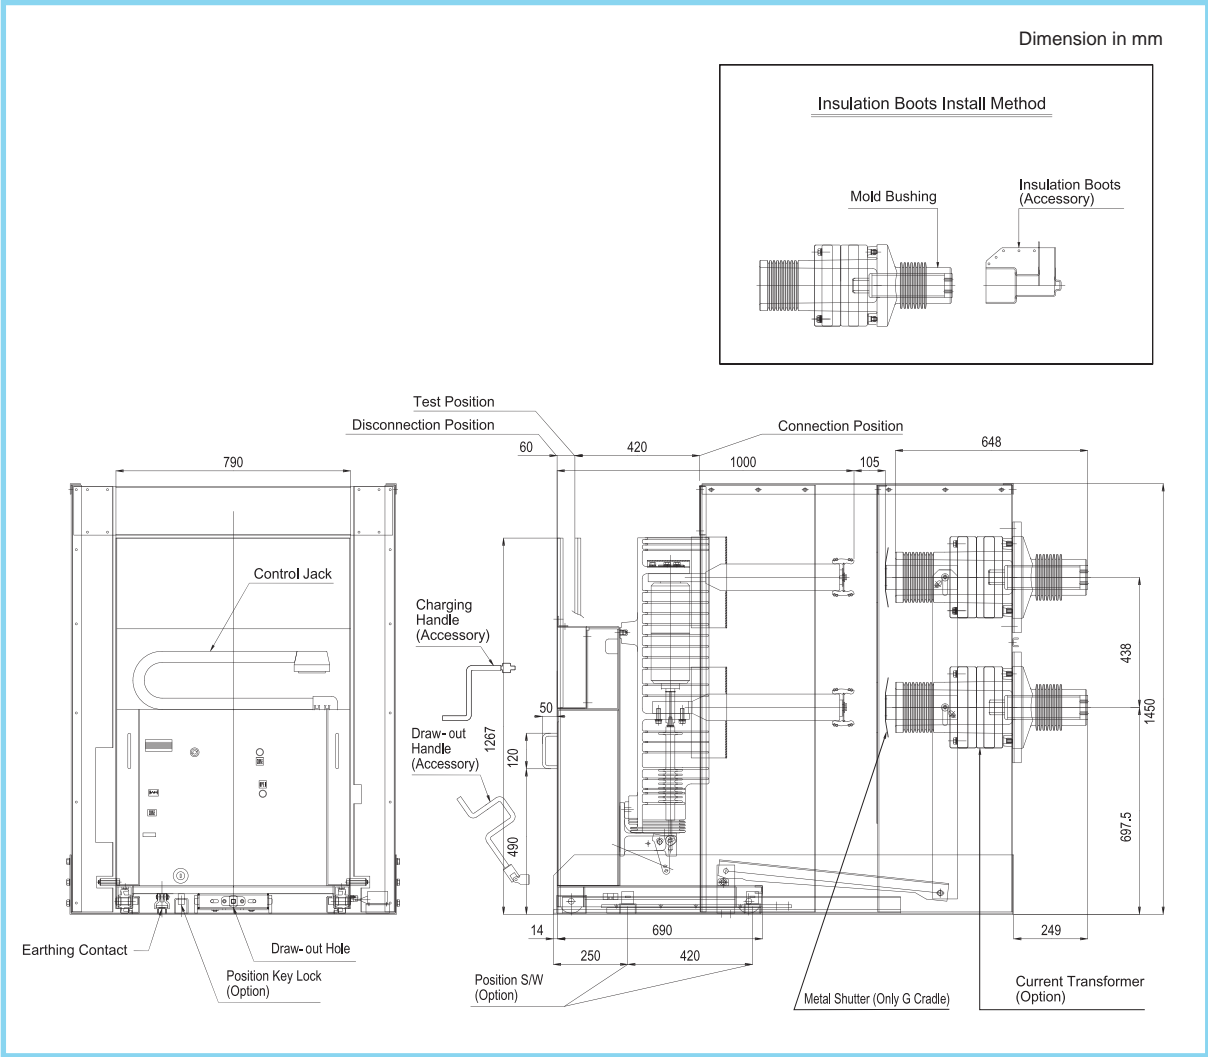 Dimension in mm
Insulation Boots Install Method
Mold Bushing
Insulation Boots
(Accessory)
Test Position
Disconnection Position
Connection Position
60
420
648
790
1000
105
Control Jack
Charging
Handle
(Accessory)
50
Draw- out
Handle
(Accessory)
1267
120
490
438
1450
697.5
14
690
249
250
420
Earthing Contact
Draw- out Hole
Position Key Lock
(Option)
Position S/W
(Option)
Metal Shutter (Only G Cradle)
Current Transformer
(Option)